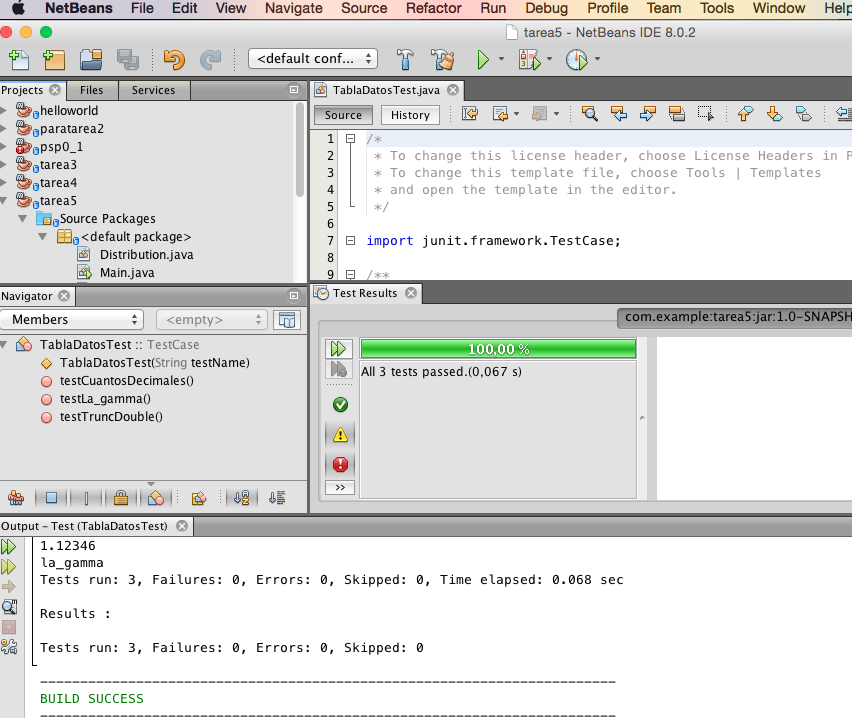 NetBeans File Edit View Navigate Source Refactor Run Debug Profile Team Tools Window Help
tarea5 - NetBeans IDE 8.0.2
<default conf...
Projects Files Services
helloworld
paratarea2
psp0_1
tarea3
tarea4
tarea5
Source Packages
<default package>
Distribution.java
Main.java
TablaDatosTest.java
Source History
1 /*
2 * To change this license header, choose License Headers in P
3 * To change this template file, choose Tools | Templates
4 * and open the template in the editor.
5 */
6
7 import junit.framework.TestCase;
8
9 /**
Navigator
Members <empty>
TablaDatosTest :: TestCase
TablaDatosTest(String testName)
testCuantosDecimales()
testLa_gamma()
testTruncDouble()
Test Results
com.example:tarea5:jar:1.0-SNAPSH
100,00 %
All 3 tests passed.(0,067 s)
>>
Output - Test (TablaDatosTest)
1.12346
la_gamma
Tests run: 3, Failures: 0, Errors: 0, Skipped: 0, Time elapsed: 0.068 sec
Results :
Tests run: 3, Failures: 0, Errors: 0, Skipped: 0
------------------------------------------------------------------------
BUILD SUCCESS
------------------------------------------------------------------------